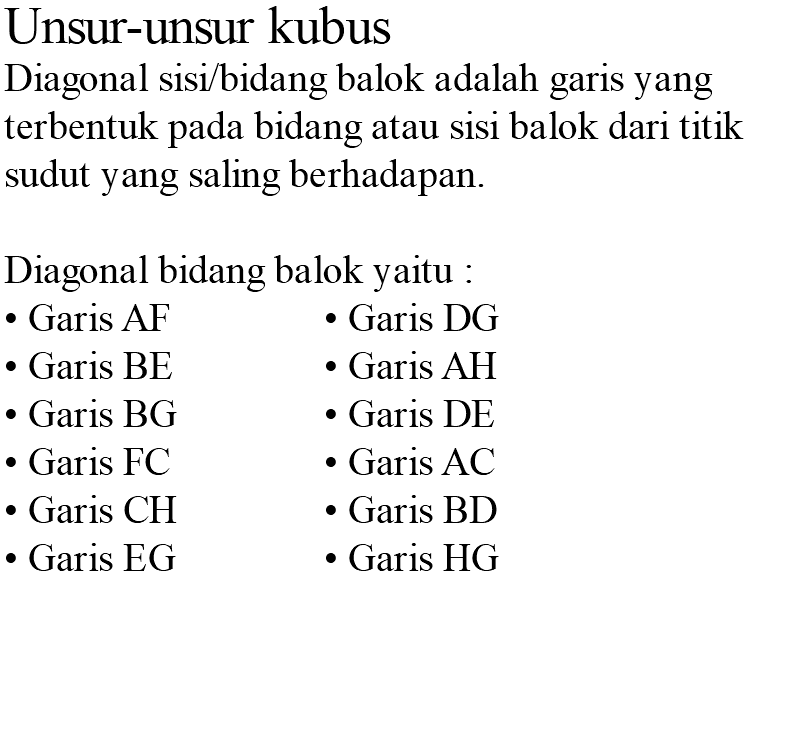 Unsur-unsur kubus
Diagonal sisi/bidang balok adalah garis yang
terbentuk pada bidang atau sisi balok dari titik
sudut yang saling berhadapan.
Diagonal bidang balok yaitu :
• Garis AF
• Garis BE
• Garis BG
• Garis FC
• Garis CH
• Garis EG
• Garis DG
• Garis AH
• Garis DE
• Garis AC
• Garis BD
• Garis HG